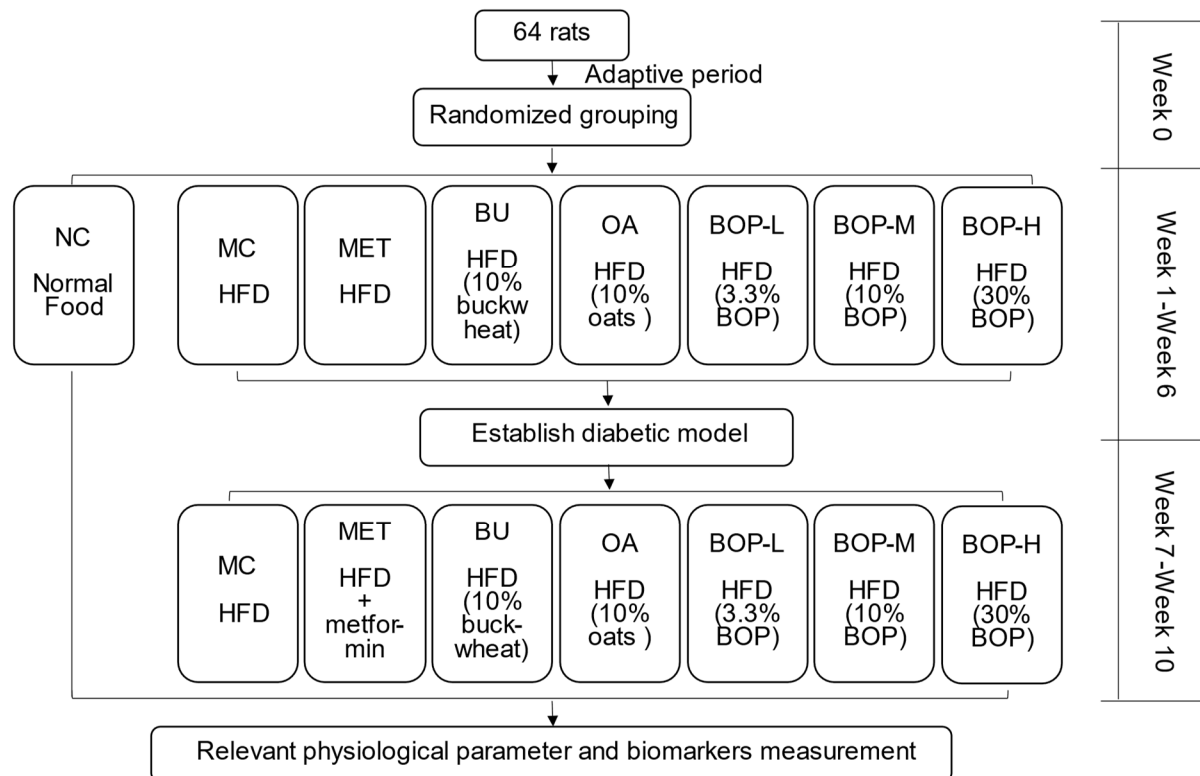 64 rats
Adaptive period
Randomized grouping
Week 0
NC
Normal
Food
MC
HFD
MET
HFD
BU
HFD
(10%
buckw
heat)
OA
HFD
(10%
oats )
BOP-L
HFD
(3.3%
BOP)
BOP-M
HFD
(10%
BOP)
BOP-H
HFD
(30%
BOP)
Week 1-Week 6
Establish diabetic model
MC
HFD
MET
HFD
+
metfor-
min
BU
HFD
(10%
buck-
wheat)
OA
HFD
(10%
oats )
BOP-L
HFD
(3.3%
BOP)
BOP-M
HFD
(10%
BOP)
BOP-H
HFD
(30%
BOP)
Week 7-Week 10
Relevant physiological parameter and biomarkers measurement